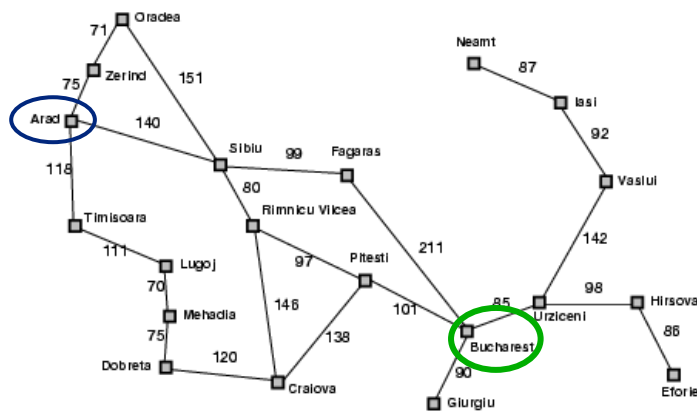 Oradea
71
Neamt
87
Zerind
75
151
Iasi
Arad
140
92
Sibiu
99
Fagaras
118
80
Vaslui
Rimnicu Vilcea
Timisoara
142
111
211
Lugoj
97
Pitesti
70
98
Hirsova
146
85
101
Urziceni
Mehadia
138
86
75
Bucharest
120
Dobreta
90
Craiova
Eforie
Giurgiu